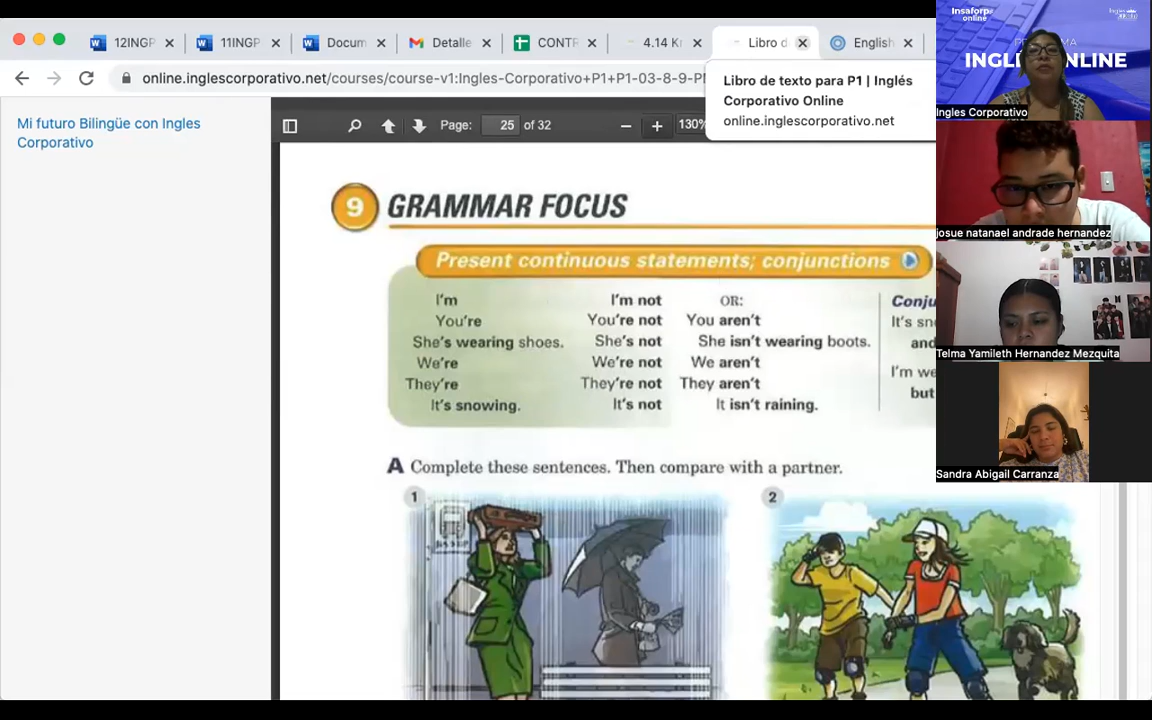 12INGP
11INGP
Docum
Detalle
CONTR
4.14 Kr
Libro d
English
online.inglescorporativo.net/courses/course-v1:Ingles-Corporativo+P1+P1-03-8-9-PM
Libro de texto para P1 | Inglés
Corporativo Online
online.inglescorporativo.net
Mi futuro Bilingüe con Ingles
Corporativo
Page: 25 of 32
130%
9 GRAMMAR FOCUS
Present continuous statements; conjunctions
I'm I'm not OR: Conju
You're You're not You aren't It's sn
She's wearing shoes. She's not She isn't wearing boots. and
We're We're not We aren't
I'm we
They're They're not They aren't
but
It's snowing. It's not It isn't raining.
A Complete these sentences. Then compare with a partner.
1
2
Insaforp
online
INGL ONLINE
Ingles Corporativo
josue natanael andrade hernandez
Telma Yamileth Hernandez Mezquita
Sandra Abigail Carranza